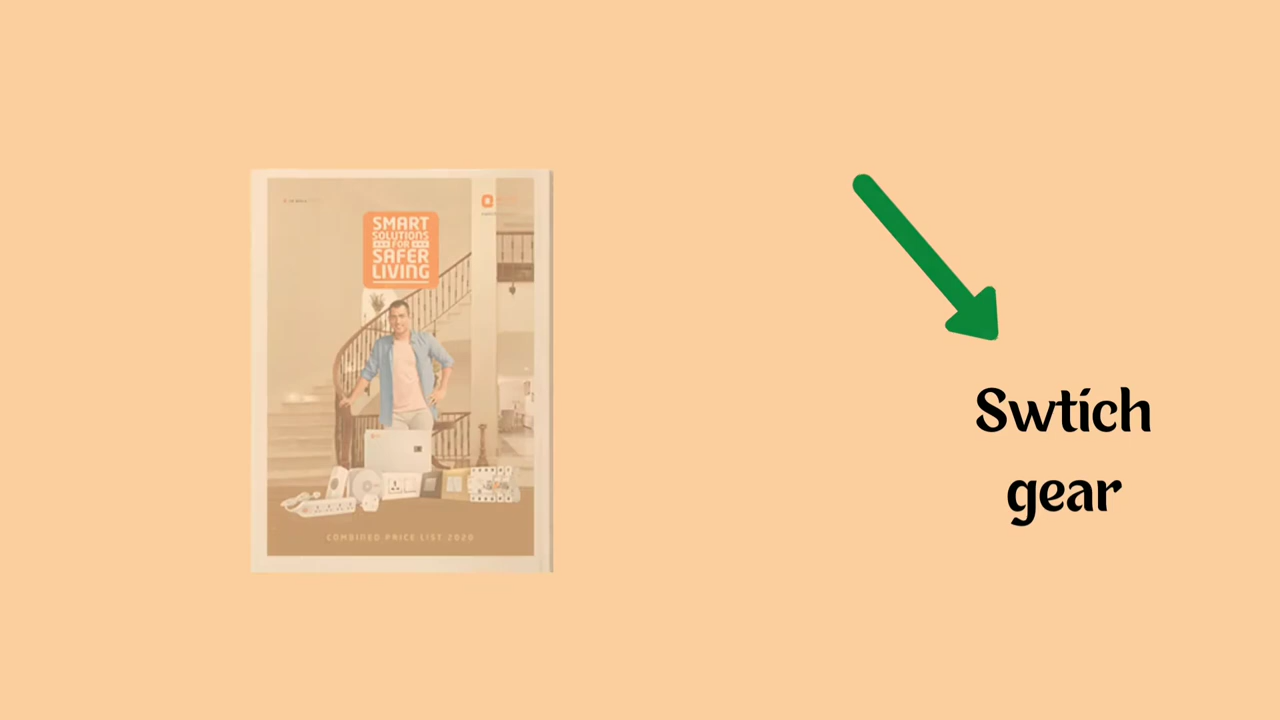 SMART
SOLUTIONS
FOR
SAFER
LIVING
COMBINED PRICE LIST 2020
Swtich
gear